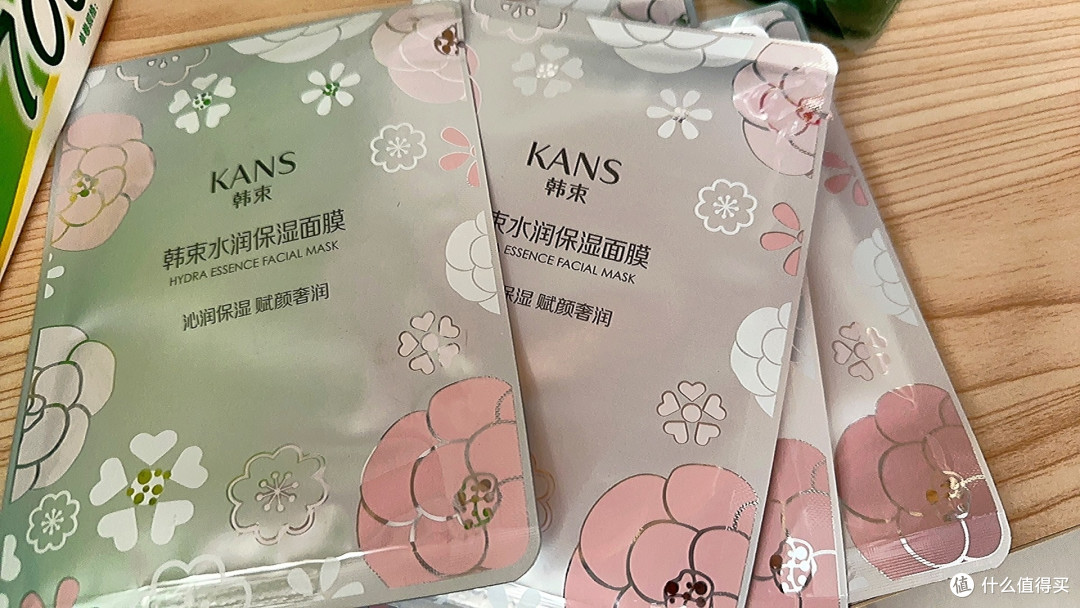 70
KANS
韩束
韩束水润保湿面膜
HYDRA ESSENCE FACIAL MASK
沁润保湿 赋颜奢润
KANS
韩束
束水润保湿面膜
ESSENCE FACIAL MASK
保湿 赋颜奢润
值 什么值得买